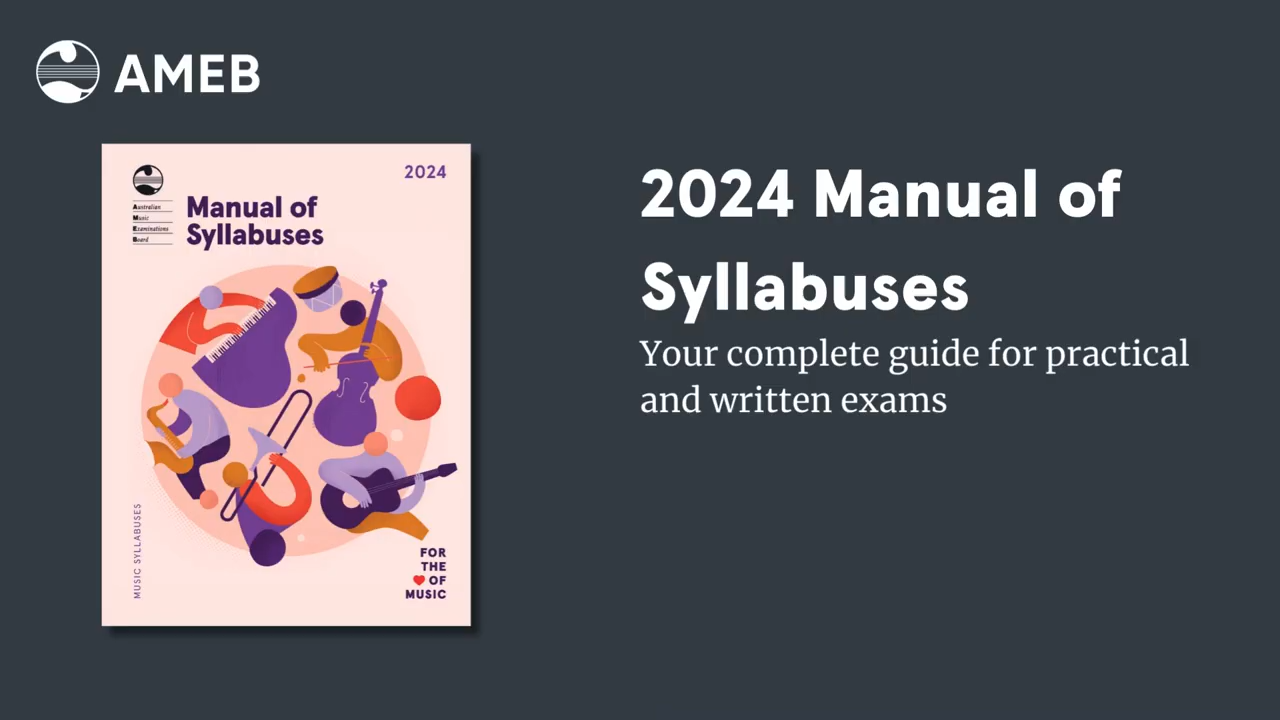 AMEB
2024
Australian
Music
Examinations
Board
Manual of
Syllabuses
MUSIC SYLLABUSES
FOR
THE
❤ OF
MUSIC
2024 Manual of
Syllabuses
Your complete guide for practical
and written exams